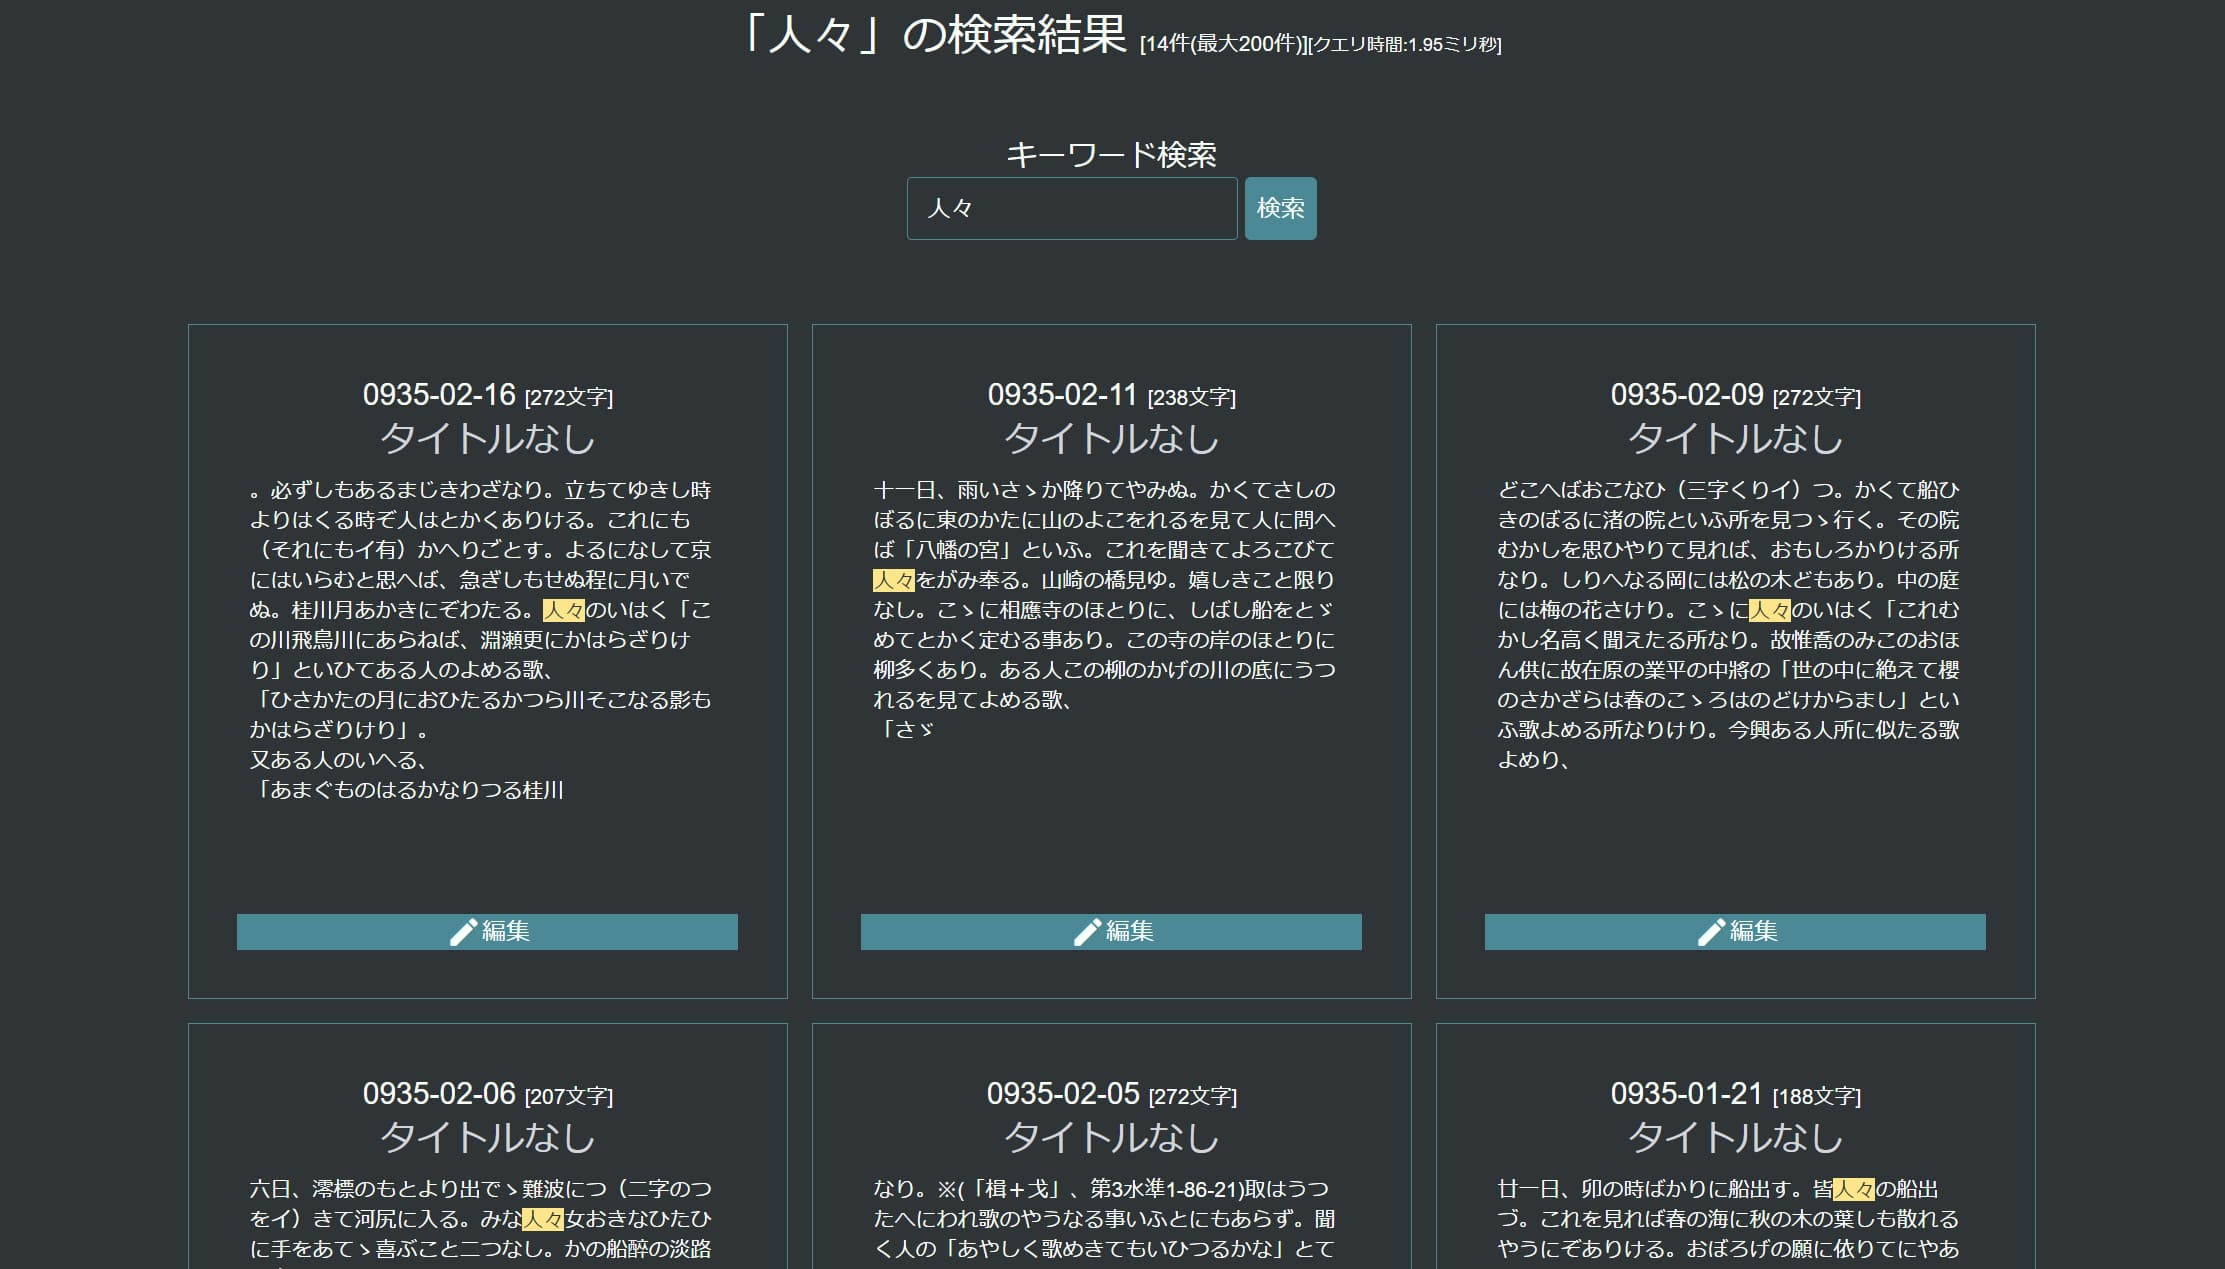 「人々」の検索結果 [14件(最大200件)][クエリ時間:1.95ミリ秒]
キーワード検索
人々 検索
0935-02-16 [272文字]
タイトルなし
。必ずしもあるまじきわざなり。立ちてゆきし時
よりはくる時ぞ人はとかくありける。これにも
（それにもイ有）かへりごとす。よるになして京
にはいらむと思へば、急ぎしもせぬ程に月いで
ぬ。桂川月あかきにぞわたる。人々のいはく「こ
の川飛鳥川にあらねば、淵瀬更にかはらざりけ
り」といひてある人のよめる歌、
「ひさかたの月におひたるかつら川そこなる影も
かはらざりけり」。
又ある人のいへる、
「あまぐものはるかなりつる桂川
編集
0935-02-11 [238文字]
タイトルなし
十一日、雨いさゝか降りてやみぬ。かくてさしの
ぼるに東のかたに山のよこをれるを見て人に問へ
ば「八幡の宮」といふ。これを聞きてよろこびて
人々をがみ奉る。山崎の橋見ゆ。嬉しきこと限り
なし。こゝに相應寺のほとりに、しばし船をとゞ
めてとかく定むる事あり。この寺の岸のほとりに
柳多くあり。ある人この柳のかげの川の底にうつ
れるを見てよめる歌、
「さゞ
編集
0935-02-09 [272文字]
タイトルなし
どこへばおこなひ（三字くりイ）つ。かくて船ひ
きのぼるに渚の院といふ所を見つゝ行く。その院
むかしを思ひやりて見れば、おもしろかりける所
なり。しりへなる岡には松の木どもあり。中の庭
には梅の花さけり。こゝに人々のいはく「これむ
かし名高く聞えたる所なり。故惟喬のみこのおほ
ん供に故在原の業平の中將の「世の中に絶えて櫻
のさかざらは春のこゝろはのどけからまし」とい
ふ歌よめる所なりけり。今興ある人所に似たる歌
よめり、
編集
0935-02-06 [207文字]
タイトルなし
六日、澪標のもとより出でゝ難波につ（二字のつ
をイ）きて河尻に入る。みな人々女おきなひたひ
に手をあてゝ喜ぶこと二つなし。かの船醉の淡路
0935-02-05 [272文字]
タイトルなし
なり。※(「楫＋戈」、第3水準1-86-21)取はうつ
たへにわれ歌のやうなる事いふとにもあらず。聞
く人の「あやしく歌めきてもいひつるかな」とて
0935-01-21 [188文字]
タイトルなし
廿一日、卯の時ばかりに船出す。皆人々の船出
づ。これを見れば春の海に秋の木の葉しも散れる
やうにぞありける。おぼろげの願に依りてにやあ